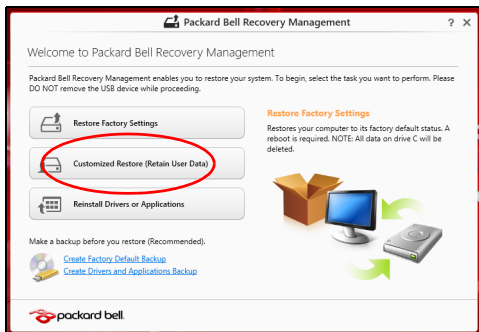 Packard Bell Recovery Management ? X
Welcome to Packard Bell Recovery Management
Packard Bell Recovery Management enables you to restore your system. To begin, select the task you want to perform. Please
DO NOT remove the USB device while proceeding.
Restore Factory Settings
Customized Restore (Retain User Data)
Reinstall Drivers or Applications
Restore Factory Settings
Restores your computer to its factory default status. A
reboot is required. NOTE: All data on drive C will be
deleted.
Make a backup before you restore (Recommended).
Create Factory Default Backup
Create Drivers and Applications Backup
packard bell.